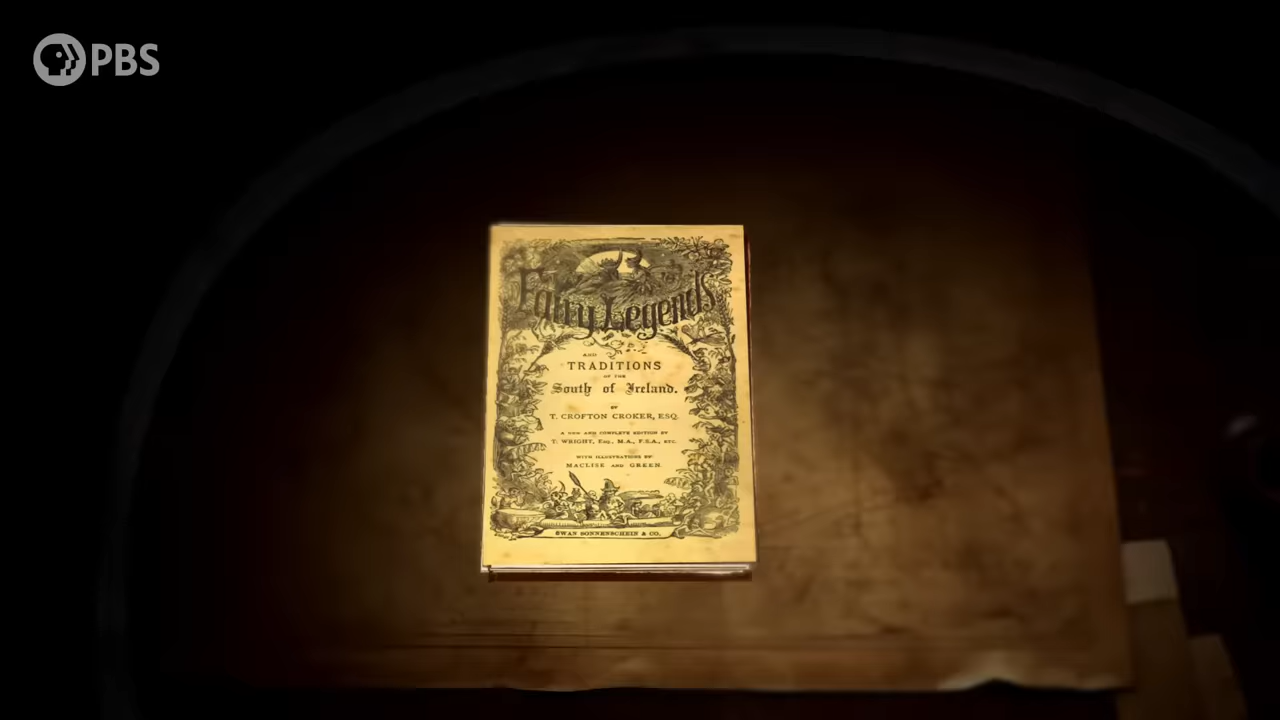 PBS
Fairy Legends
AND
TRADITIONS
OF THE
South of Ireland.
BY
T. CROFTON CROKER, ESQ.
A NEW AND COMPLETE EDITION BY
T. WRIGHT, ESQ., M.A., F.S.A., ETC.
WITH ILLUSTRATIONS BY
MACLISE AND GREEN.
SWAN SONNENSCHEIN & CO.